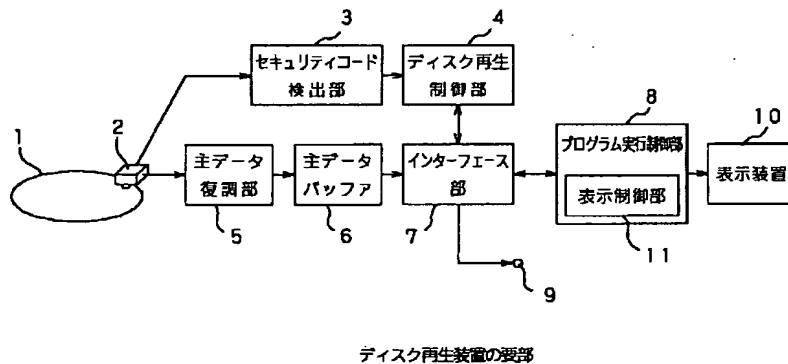 3
セキュリティコード
検出部
4
ディスク再生
制御部
8
プログラム実行制御部
表示制御部
11
10
表示装置
1
2
主データ
復調部
5
主データ
バッファ
6
インターフェース
部
7
9
ディスク再生装置の要部